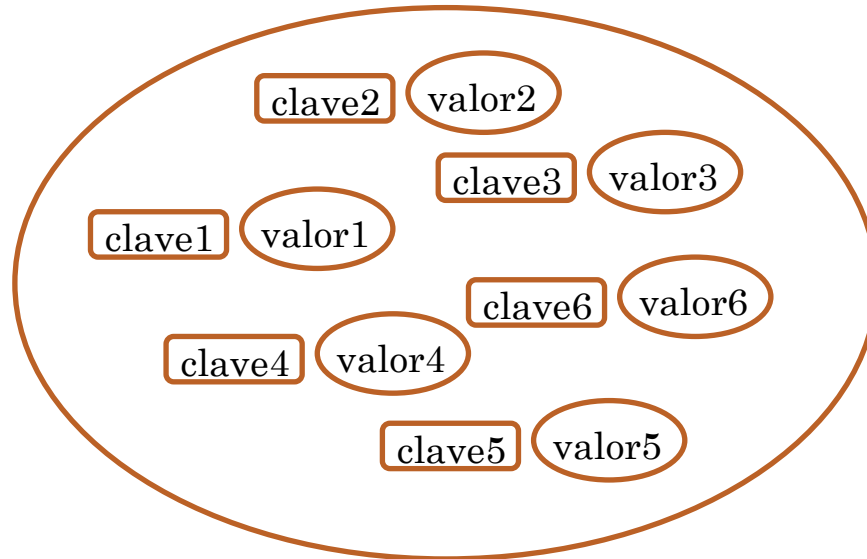 clave2 valor2
clave3 valor3
clave1 valor1
clave6 valor6
clave4 valor4
clave5 valor5